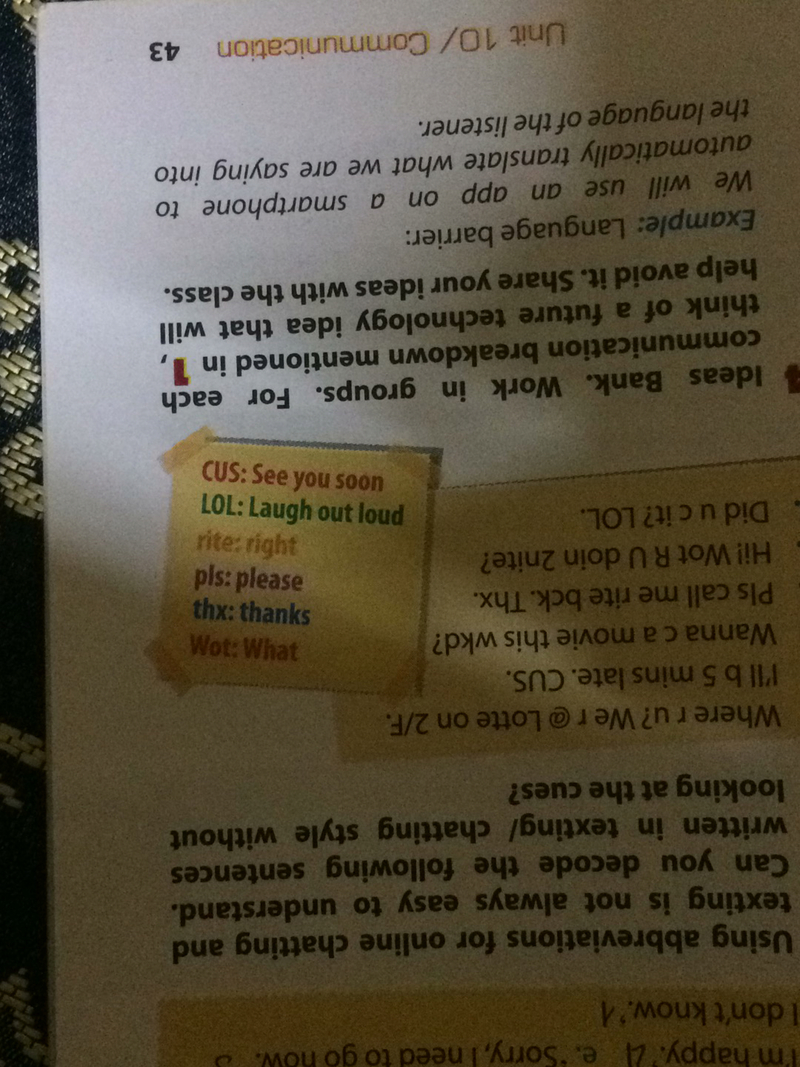 I'm happy.' 4 e. 'Sorry, I need to go now.'
I don't know.' 1
Using abbreviations for online chatting and
texting is not always easy to understand.
Can you decode the following sentences
written in texting/ chatting style without
looking at the cues?
Where r u? We r @ Lotte on 2/F.
I'll b 5 mins late. CUS.
Wanna c a movie this wkd?
Pls call me rite bck. Thx.
Hi! Wot R U doin 2nite?
Did u c it? LOL.
CUS: See you soon
LOL: Laugh out loud
rite: right
pls: please
thx: thanks
Wot: What
Ideas Bank. Work in groups. For each
communication breakdown mentioned in 1,
think of a future technology idea that will
help avoid it. Share your ideas with the class.
Example: Language barrier:
We will use an app on a smartphone to
automatically translate what we are saying into
the language of the listener.
Unit 10/ Communication 43